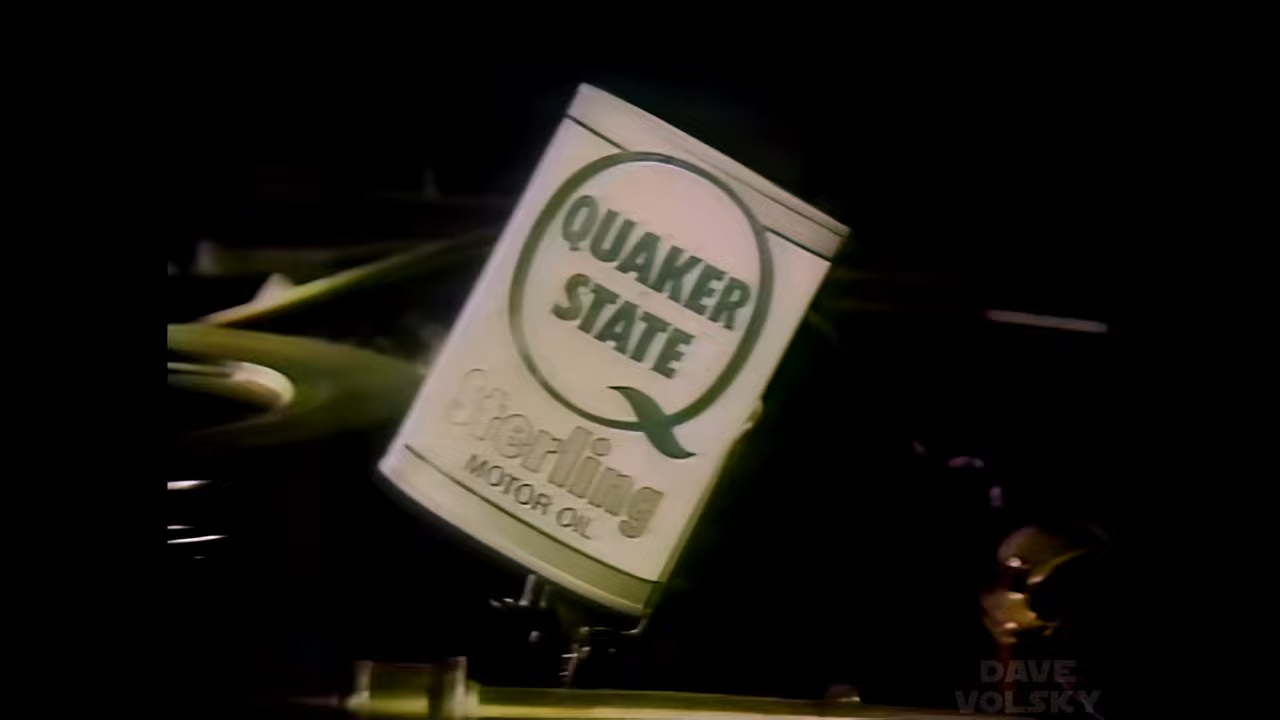 QUAKER
STATE
Sterling
MOTOR OIL
DAVE
VOLSKY